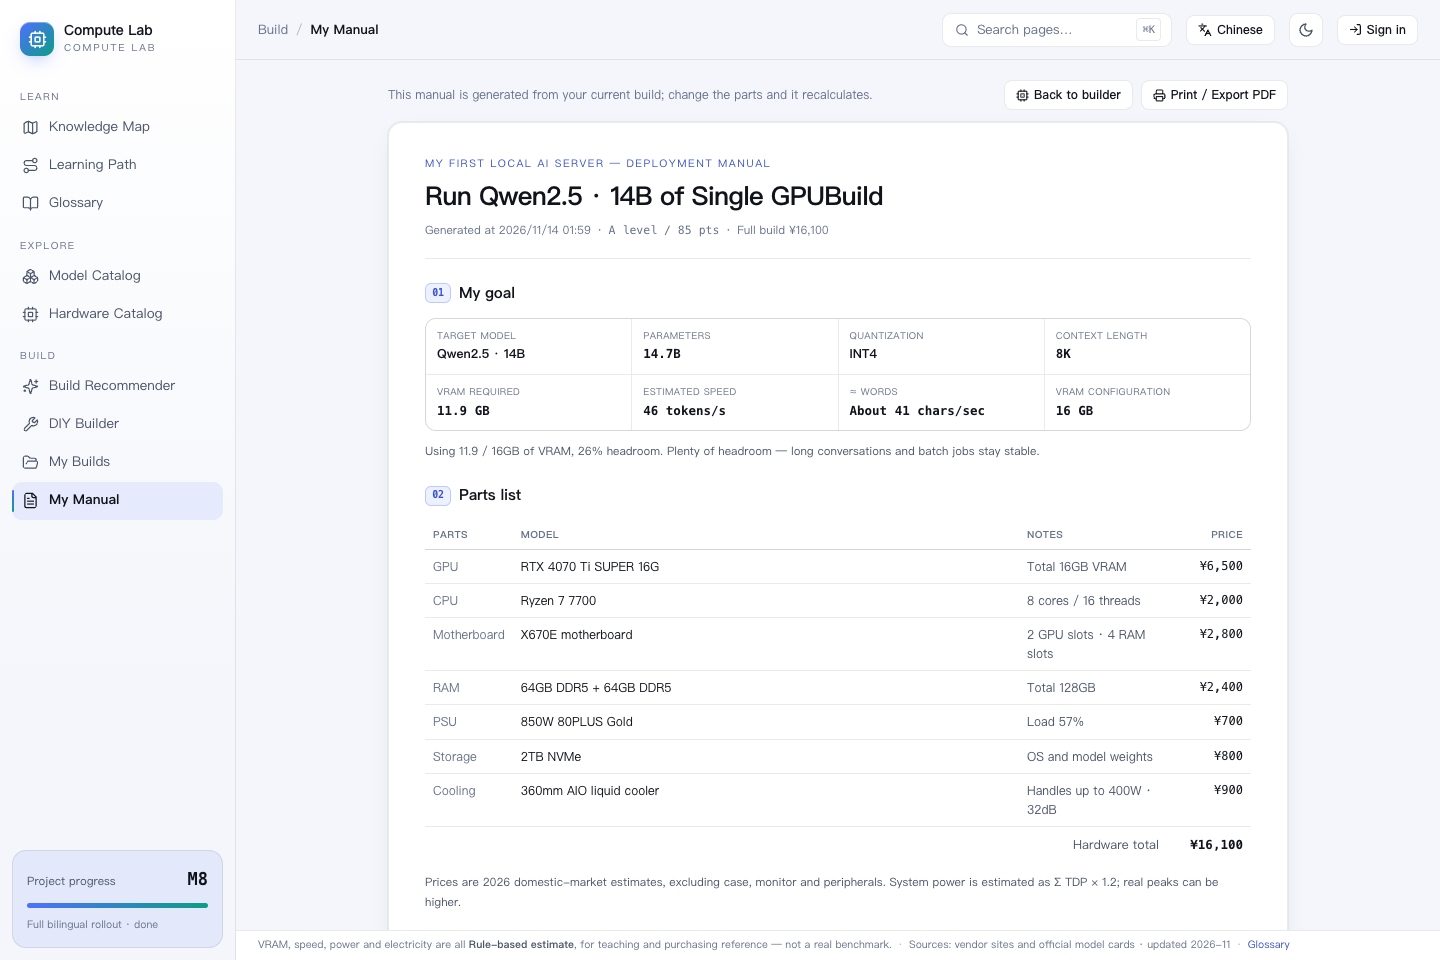 Compute Lab
COMPUTE LAB
LEARN
Knowledge Map
Learning Path
Glossary
EXPLORE
Model Catalog
Hardware Catalog
BUILD
Build Recommender
DIY Builder
My Builds
My Manual
Project progress M8
Full bilingual rollout · done
Build / My Manual
Search pages... ⌘K
Chinese
Sign in
This manual is generated from your current build; change the parts and it recalculates.
Back to builder
Print / Export PDF
MY FIRST LOCAL AI SERVER — DEPLOYMENT MANUAL
Run Qwen2.5 · 14B of Single GPUBuild
Generated at 2026/11/14 01:59 · A level / 85 pts · Full build ¥16,100
01 My goal
TARGET MODEL PARAMETERS QUANTIZATION CONTEXT LENGTH
Qwen2.5 · 14B 14.7B INT4 8K
VRAM REQUIRED ESTIMATED SPEED ≈ WORDS VRAM CONFIGURATION
11.9 GB 46 tokens/s About 41 chars/sec 16 GB
Using 11.9 / 16GB of VRAM, 26% headroom. Plenty of headroom — long conversations and batch jobs stay stable.
02 Parts list
PARTS MODEL NOTES PRICE
GPU RTX 4070 Ti SUPER 16G Total 16GB VRAM ¥6,500
CPU Ryzen 7 7700 8 cores / 16 threads ¥2,000
Motherboard X670E motherboard 2 GPU slots · 4 RAM ¥2,800
slots
RAM 64GB DDR5 + 64GB DDR5 Total 128GB ¥2,400
PSU 850W 80PLUS Gold Load 57% ¥700
Storage 2TB NVMe OS and model weights ¥800
Cooling 360mm AIO liquid cooler Handles up to 400W · ¥900
32dB
Hardware total ¥16,100
Prices are 2026 domestic-market estimates, excluding case, monitor and peripherals. System power is estimated as Σ TDP × 1.2; real peaks can be
higher.
VRAM, speed, power and electricity are all Rule-based estimate, for teaching and purchasing reference — not a real benchmark. · Sources: vendor sites and official model cards · updated 2026-11 · Glossary